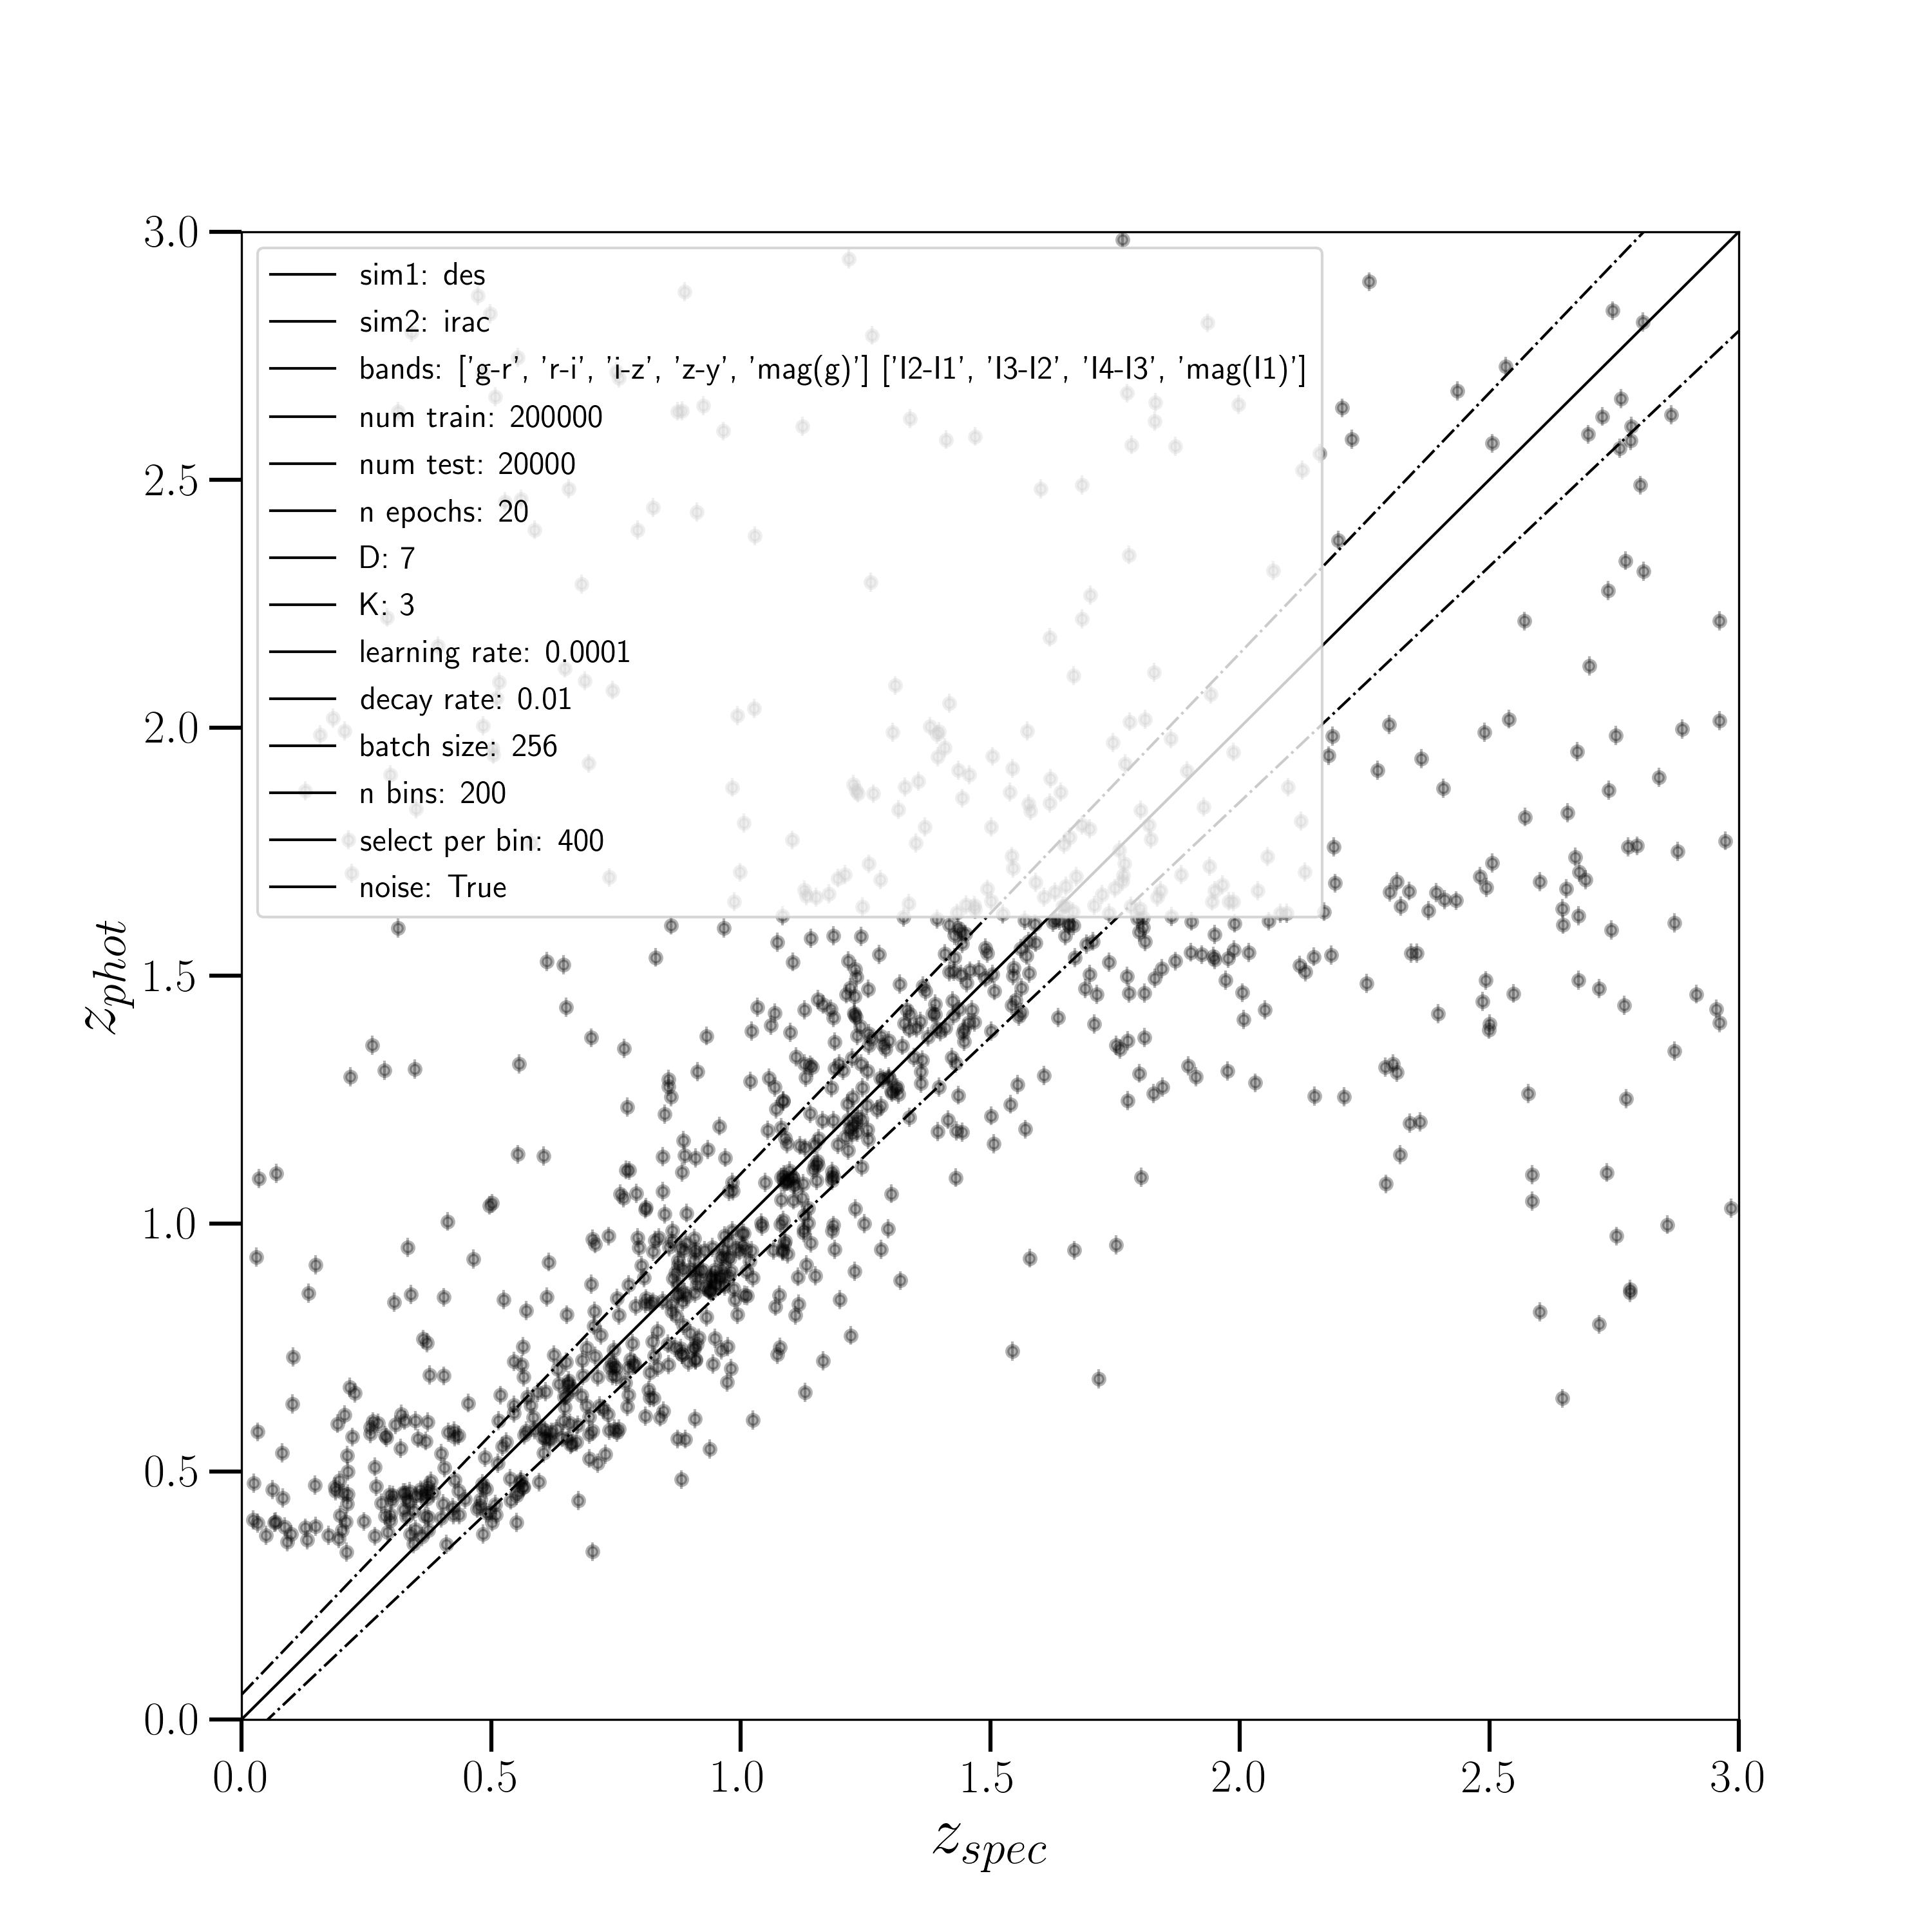 3.0
sim1: des
sim2: irac
bands: ['g-r', 'r-i', 'i-z', 'z-y', 'mag(g)'] ['I2-I1', 'I3-I2', 'I4-I3', 'mag(I1)']
num train: 200000
num test: 20000
2.5
n epochs: 20
D: 7
K: 3
learning rate: 0.0001
decay rate: 0.01
2.0
batch size: 256
n bins: 200
select per bin: 400
noise: True
1.5
z_phot
1.0
0.5
0.0
0.0 0.5 1.0 1.5 2.0 2.5 3.0
z_spec